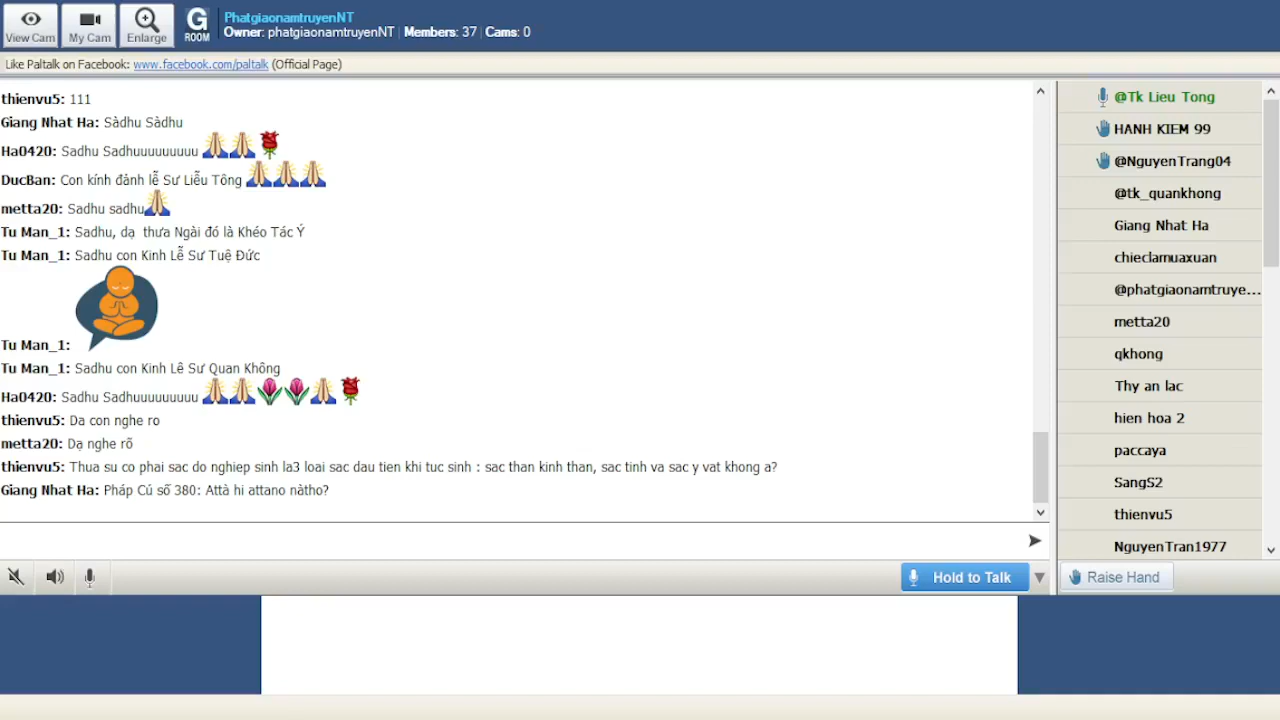 View Cam
My Cam
Enlarge
G
ROOM
PhatgiaonamtruyenNT
Owner: phatgiaonamtruyenNT | Members: 37 | Cams: 0
Like Paltalk on Facebook: www.facebook.com/paltalk (Official Page)
thienvu5: 111
Giang Nhat Ha: Sàdhu Sàdhu
Ha0420: Sadhu Sadhuuuuuuuuu
DucBan: Con kính đảnh lễ Sư Liễu Tông
metta20: Sadhu sadhu
Tu Man_1: Sadhu, dạ thưa Ngài đó là Khéo Tác Ý
Tu Man_1: Sadhu con Kinh Lễ Sư Tuệ Đức
Tu Man_1:
Tu Man_1: Sadhu con Kinh Lê Sư Quan Không
Ha0420: Sadhu Sadhuuuuuuuuu
thienvu5: Da con nghe ro
metta20: Dạ nghe rõ
thienvu5: Thua su co phai sac do nghiep sinh la3 loai sac dau tien khi tuc sinh : sac than kinh than, sac tinh va sac y vat khong a?
Giang Nhat Ha: Pháp Cú số 380: Attà hi attano nàtho?
@Tk Lieu Tong
HANH KIEM 99
@NguyenTrang04
@tk_quankhong
Giang Nhat Ha
chieclamuaxuan
@phatgiaonamtruye...
metta20
qkhong
Thy an lac
hien hoa 2
paccaya
SangS2
thienvu5
NguyenTran1977
Hold to Talk
Raise Hand